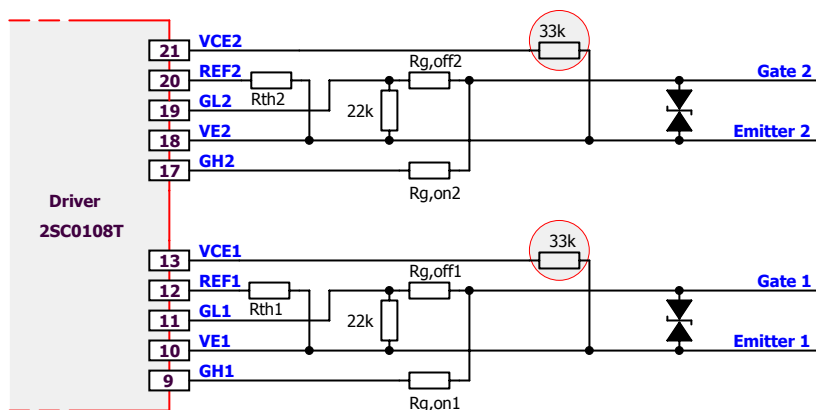 21 VCE2 33k
20 REF2 Rg,off2 Gate 2
Rth2
19 GL2 22k
18 VE2 Emitter 2
17 GH2
Rg,on2
Driver
2SC0108T
13 VCE1 33k
12 REF1 Rg,off1 Gate 1
Rth1
11 GL1 22k
10 VE1 Emitter 1
9 GH1
Rg,on1